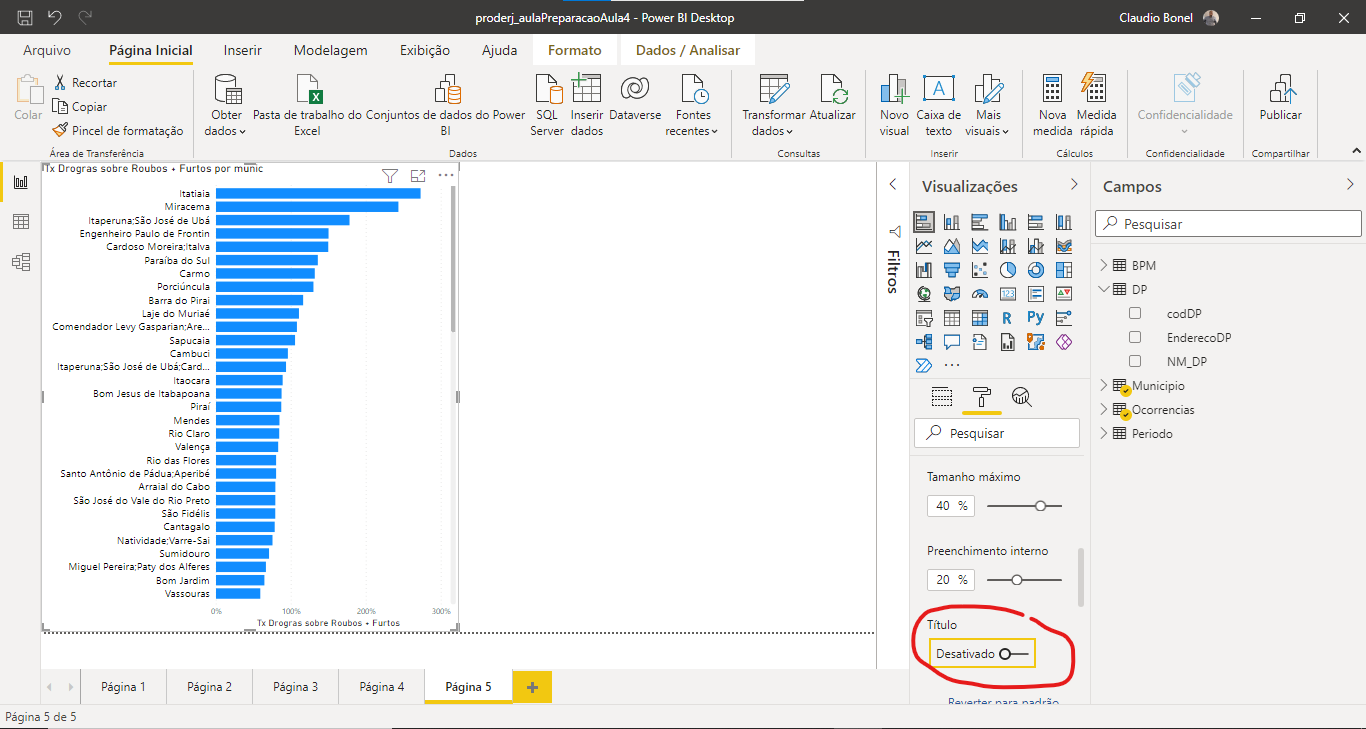 proderj_aulaPreparacaoAula4 - Power BI Desktop
Claudio Bonel
Arquivo
Página Inicial
Inserir
Modelagem
Exibição
Ajuda
Formato
Dados / Analisar
Colar
Recortar
Copiar
Pincel de formatação
Área de Transferência
Obter dados
Pasta de trabalho do Excel
Conjuntos de dados do Power BI
SQL Server
Inserir dados
Dataverse
Fontes recentes
Dados
Transformar dados
Atualizar
Consultas
Novo visual
Caixa de texto
Mais visuais
Inserir
Nova medida
Medida rápida
Cálculos
Confidencialidade
Confidencialidade
Publicar
Compartilhar
Tx Drogras sobre Roubos + Furtos por munic
Itatiaia
Miracema
Itaperuna;São José de Ubá
Engenheiro Paulo de Frontin
Cardoso Moreira;Italva
Paraíba do Sul
Carmo
Porciúncula
Barra do Pirai
Laje do Muriaé
Comendador Levy Gasparian;Are...
Sapucaia
Cambuci
Itaperuna;São José de Ubá;Card...
Itaocara
Bom Jesus de Itabapoana
Piraí
Mendes
Rio Claro
Valença
Rio das Flores
Santo Antônio de Pádua;Aperibé
Arraial do Cabo
São José do Vale do Rio Preto
São Fidélis
Cantagalo
Natividade;Varre-Sai
Sumidouro
Miguel Pereira;Paty dos Alferes
Bom Jardim
Vassouras
0% 100% 200% 300%
Tx Drogras sobre Roubos + Furtos
Filtros
Visualizações
123
R
Py
Pesquisar
Tamanho máximo
40 %
Preenchimento interno
20 %
Título
Desativado
Reverter para padrão
Campos
Pesquisar
BPM
DP
codDP
EnderecoDP
NM_DP
Municipio
Ocorrencias
Periodo
Página 1
Página 2
Página 3
Página 4
Página 5
Página 5 de 5